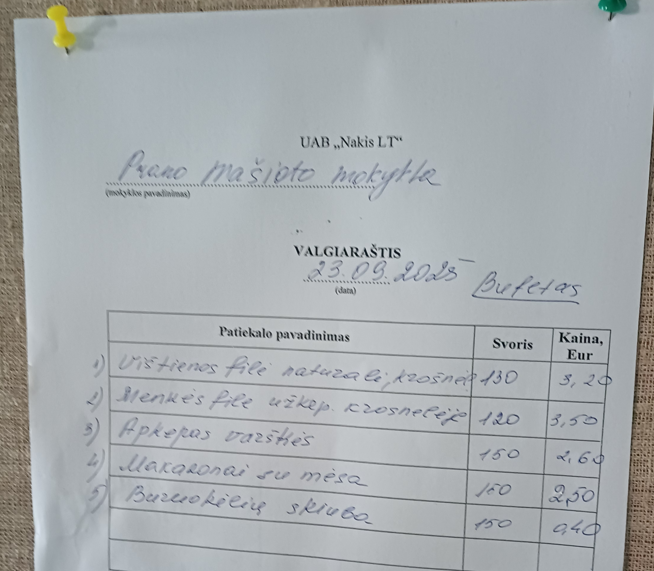 UAB „Nakis LT“
Prano Mašioto mokykla
(mokyklos pavadinimas)
VALGIARAŠTIS
23.09.2025 Bufetas
(data)
Patiekalo pavadinimas Svoris Kaina, Eur
1) Vištienos filė naturali, krosnėje 130 3,20
2) Menkės filė užkep. krosnelėje 120 3,50
3) Apkepas varškės 150 2,60
4) Makaronai su mėsa 150 2,50
5) Burokėlių sriuba 150 0,40